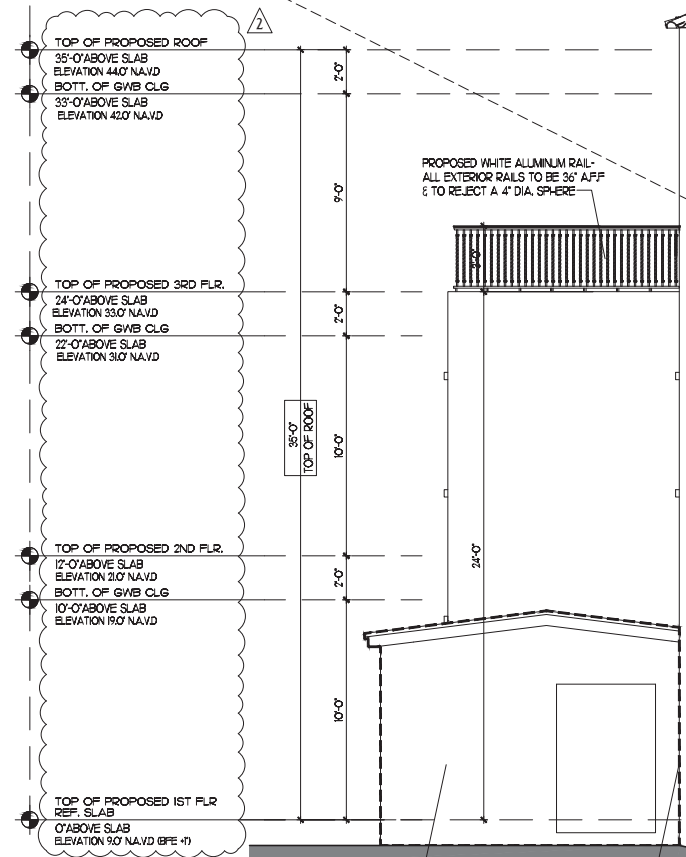 2
TOP OF PROPOSED ROOF
35'-0"ABOVE SLAB
ELEVATION 44.0' N.A.V.D
BOTT. OF GWB CLG
33'-0"ABOVE SLAB
ELEVATION 42.0' N.A.V.D
2'-0"
9'-0"
PROPOSED WHITE ALUMINUM RAIL-
ALL EXTERIOR RAILS TO BE 36" A.F.F
& TO REJECT A 4" DIA. SPHERE
3'-0"
TOP OF PROPOSED 3RD FLR.
24'-0"ABOVE SLAB
ELEVATION 33.0' N.A.V.D
BOTT. OF GWB CLG
22'-0"ABOVE SLAB
ELEVATION 31.0' N.A.V.D
2'-0"
35'-0"
TOP OF ROOF
10'-0"
TOP OF PROPOSED 2ND FLR.
12'-0"ABOVE SLAB
ELEVATION 21.0' N.A.V.D
BOTT. OF GWB CLG
10'-0"ABOVE SLAB
ELEVATION 19.0' N.A.V.D
2'-0"
24'-0"
10'-0"
TOP OF PROPOSED 1ST FLR
REF. SLAB
0"ABOVE SLAB
ELEVATION 9.0' N.A.V.D (BFE +1')